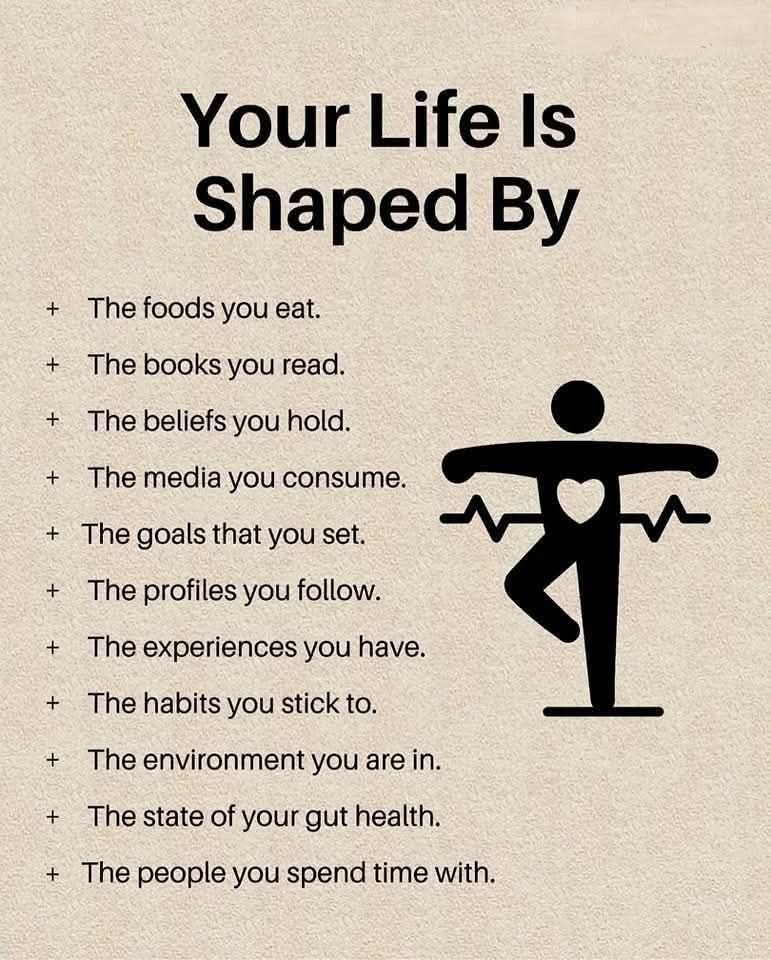 Your Life Is
Shaped By
+ The foods you eat.
+ The books you read.
+ The beliefs you hold.
+ The media you consume.
+ The goals that you set.
+ The profiles you follow.
+ The experiences you have.
+ The habits you stick to.
+ The environment you are in.
+ The state of your gut health.
+ The people you spend time with.